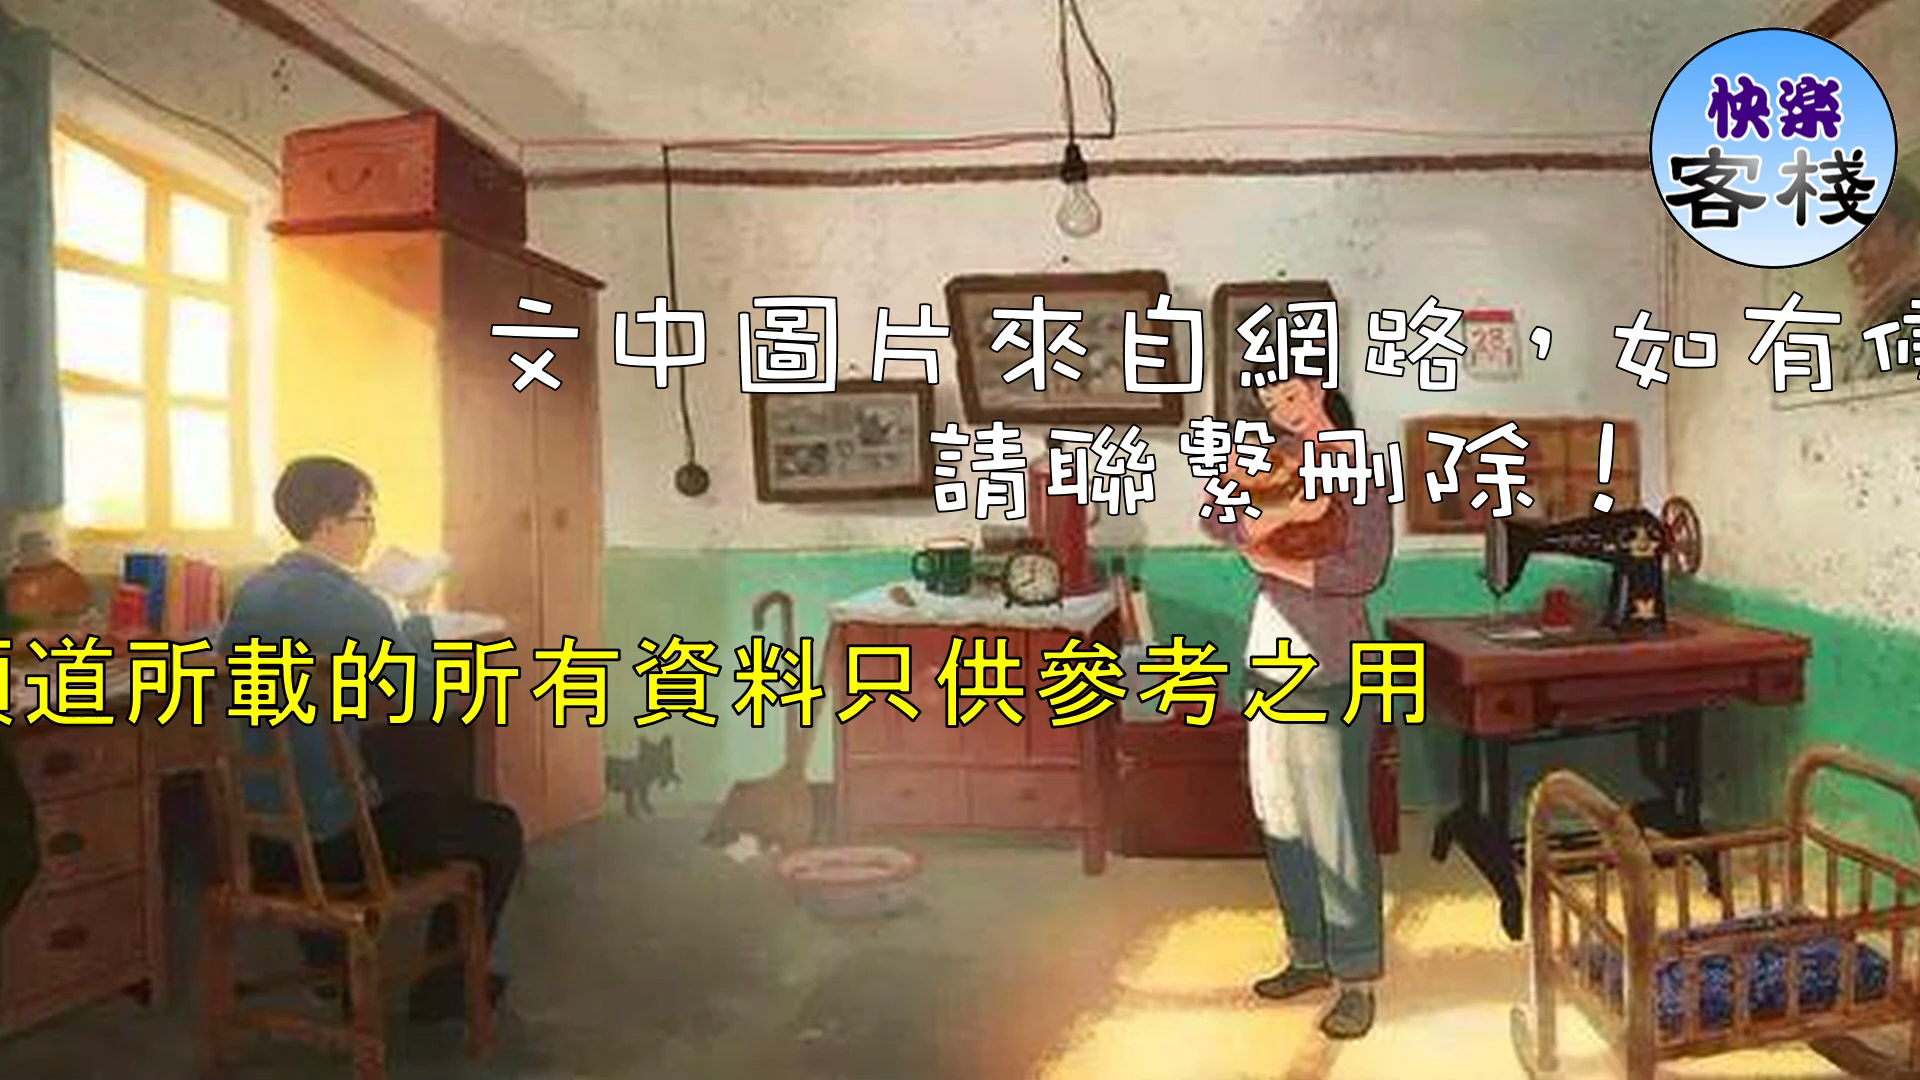 快樂
客棧
文中圖片來自網路，如有
請聯繫刪除！
道所載的所有資料只供參考之用
28